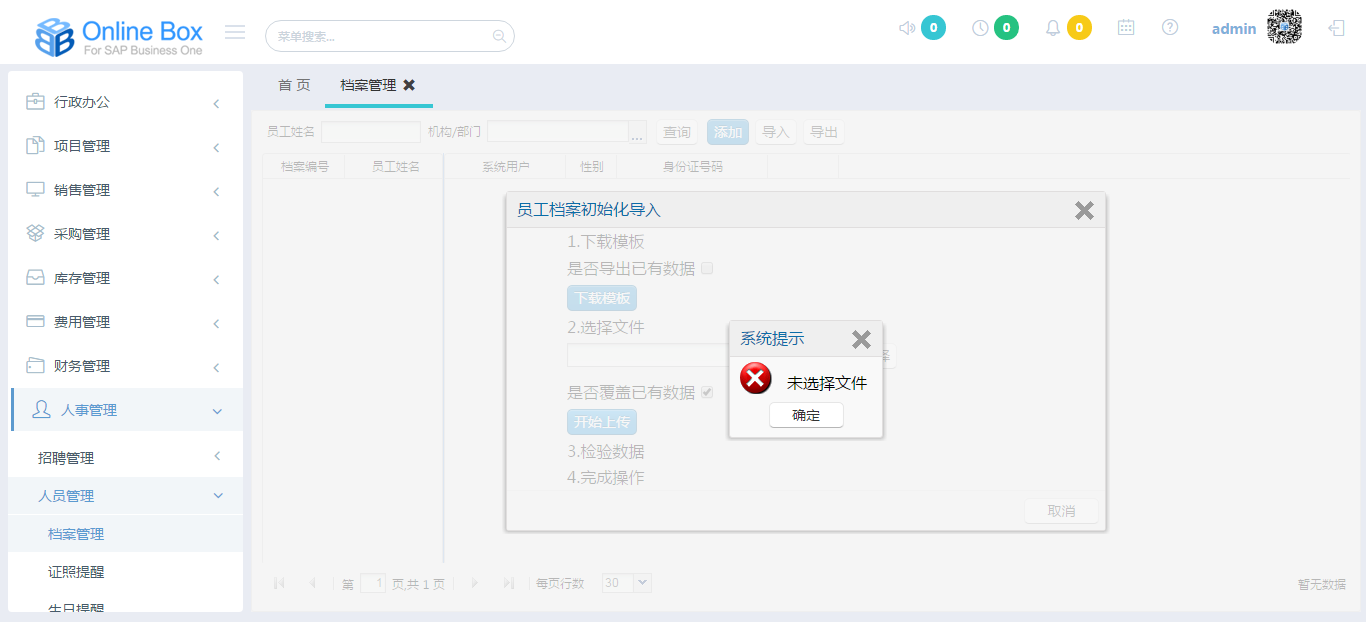 Online Box
For SAP Business One
菜单搜索...
0
0
0
admin
行政办公
项目管理
销售管理
采购管理
库存管理
费用管理
财务管理
人事管理
招聘管理
人员管理
档案管理
证照提醒
生日提醒
首 页
档案管理
员工姓名
机构/部门
...
查询
添加
导入
导出
档案编号
员工姓名
系统用户
性别
身份证号码
员工档案初始化导入
1.下载模板
是否导出已有数据
下载模板
2.选择文件
是否覆盖已有数据
开始上传
3.检验数据
4.完成操作
取消
系统提示
未选择文件
确定
第 1 页,共 1 页
每页行数 30
暂无数据